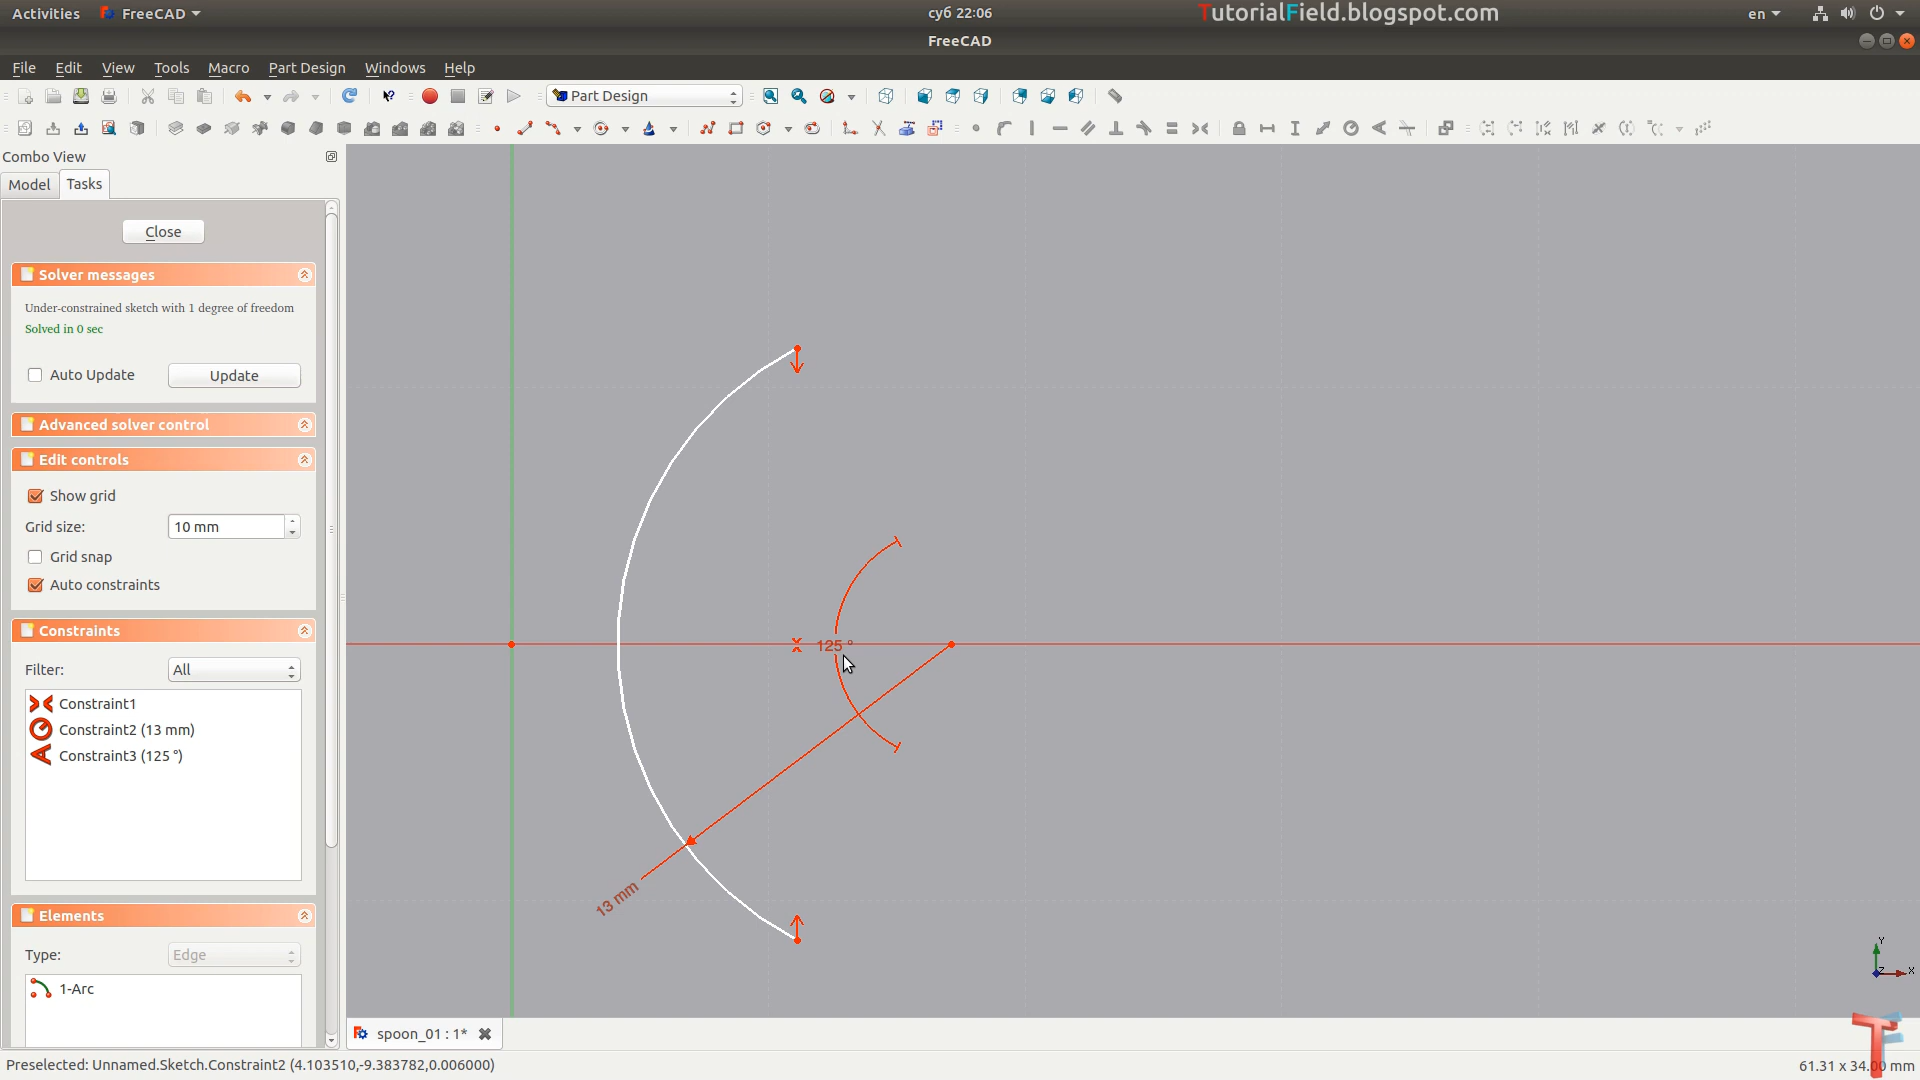 Activities FreeCAD суб 22:06 TutorialField.blogspot.com en
FreeCAD
File Edit View Tools Macro Part Design Windows Help
Part Design
Combo View
Model Tasks
Close
Solver messages
Under-constrained sketch with 1 degree of freedom
Solved in 0 sec
Auto Update Update
Advanced solver control
Edit controls
Show grid
Grid size: 10 mm
Grid snap
Auto constraints
Constraints
Filter: All
Constraint1
Constraint2 (13 mm)
Constraint3 (125 °)
Elements
Type: Edge
1-Arc
125 °
13 mm
Y
Z X
spoon_01 : 1*
Preselected: Unnamed.Sketch.Constraint2 (4.103510,-9.383782,0.006000)
61.31 x 34.00 mm